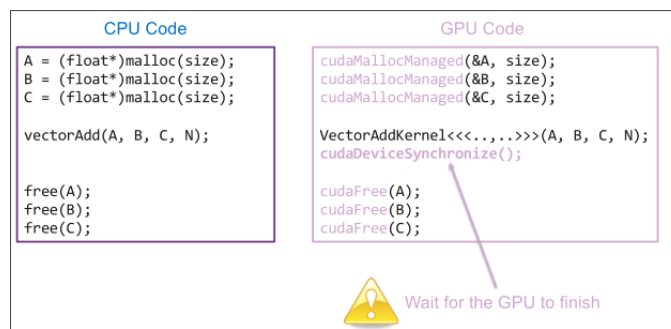 CPU Code
A = (float*)malloc(size);
B = (float*)malloc(size);
C = (float*)malloc(size);
vectorAdd(A, B, C, N);
free(A);
free(B);
free(C);
GPU Code
cudaMallocManaged(&A, size);
cudaMallocManaged(&B, size);
cudaMallocManaged(&C, size);
VectorAddKernel<<<..,..>>>(A, B, C, N);
cudaDeviceSynchronize();
cudaFree(A);
cudaFree(B);
cudaFree(C);
Wait for the GPU to finish